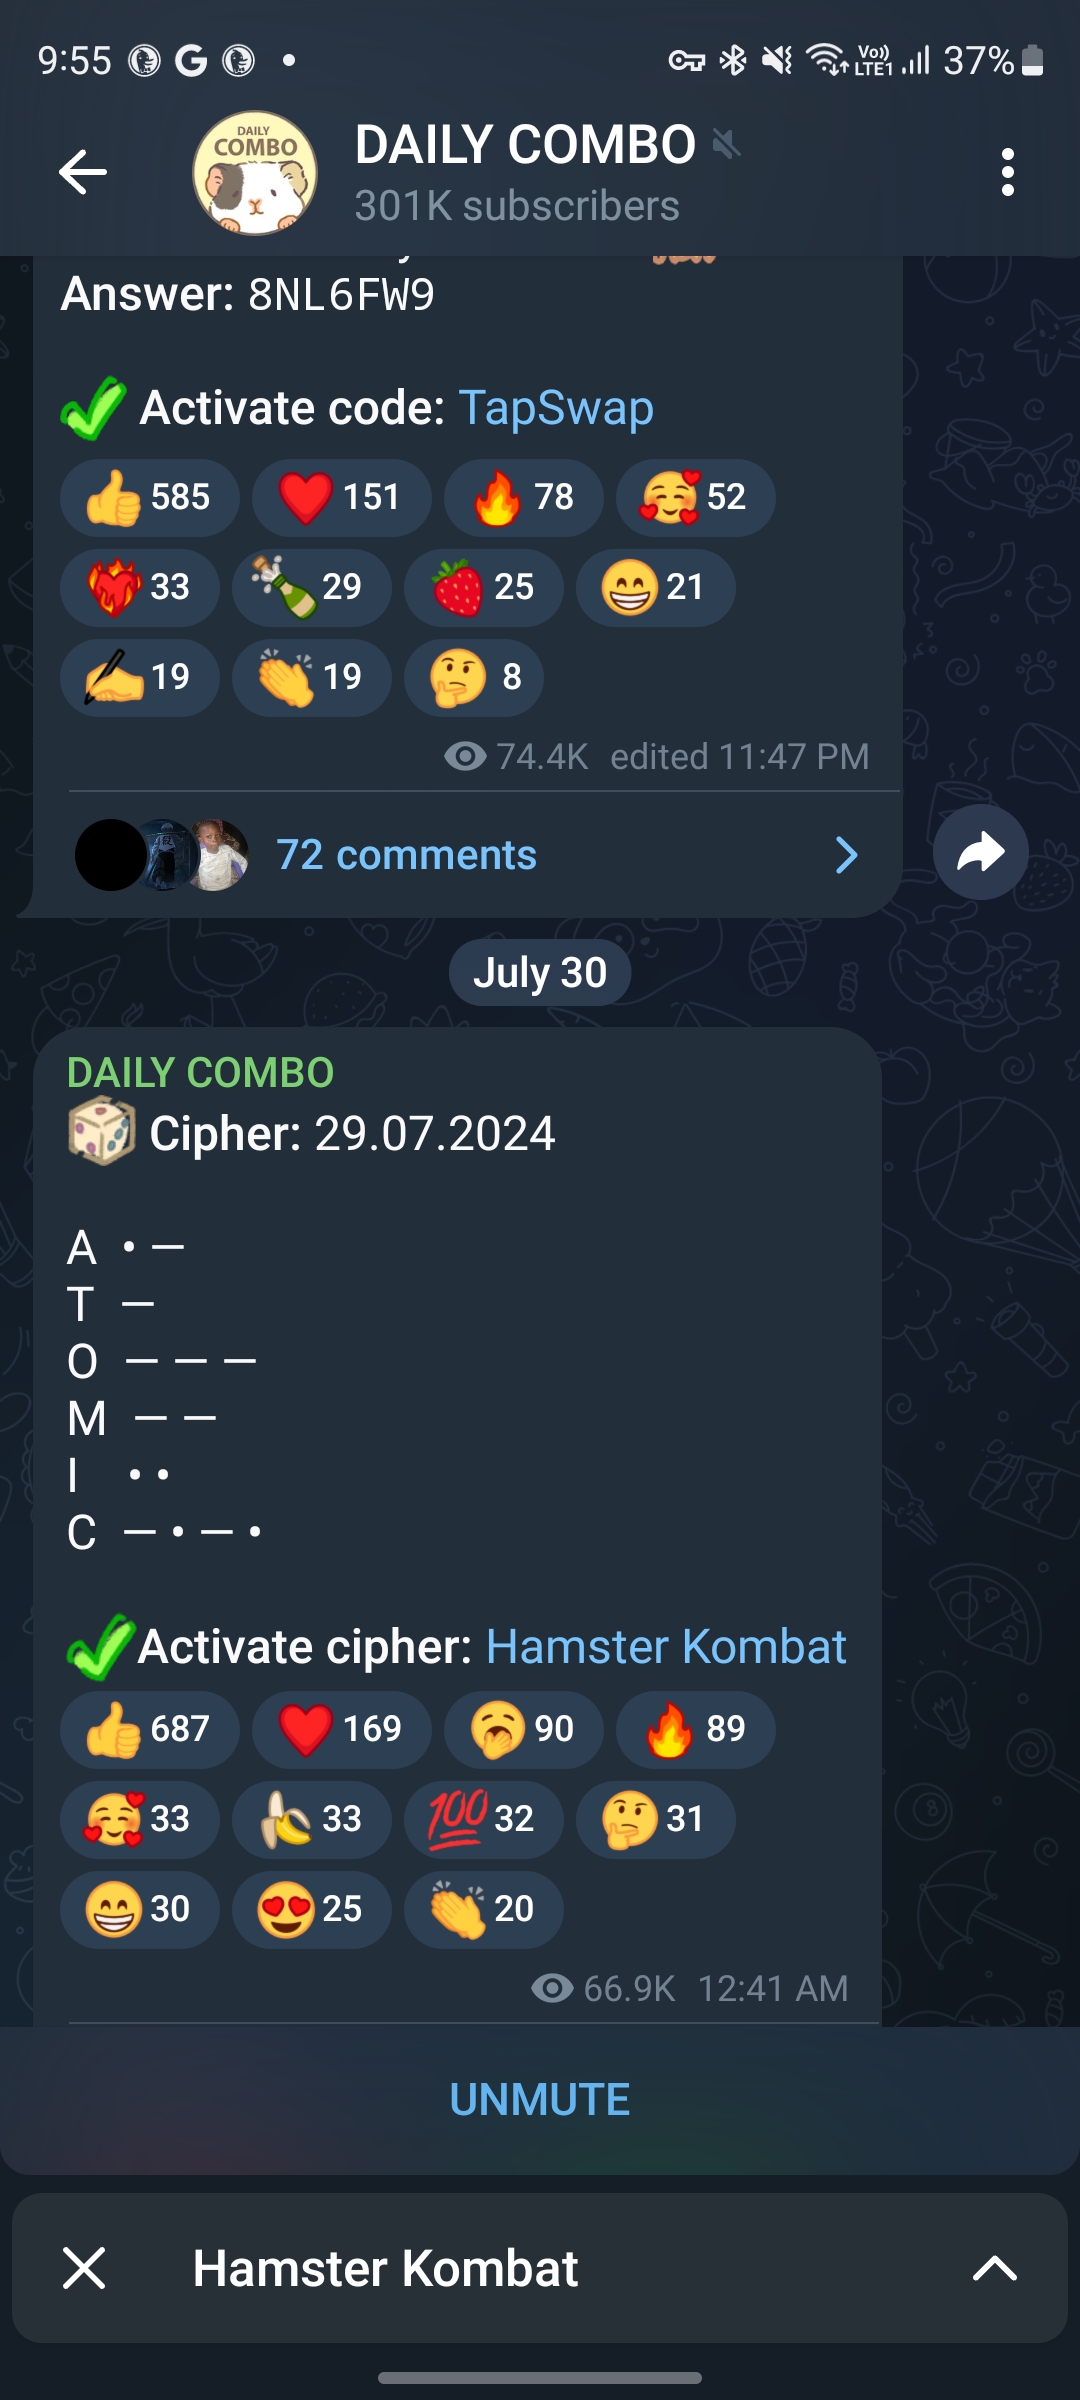 9:55 G Vo)) LTE1 37%
DAILY COMBO
DAILY COMBO
301K subscribers
Answer: 8NL6FW9
Activate code: TapSwap
585 151 78 52
33 29 25 21
19 19 8
74.4K edited 11:47 PM
72 comments
July 30
DAILY COMBO
Cipher: 29.07.2024
A • —
T —
O — — —
M — —
I • •
C — • — •
Activate cipher: Hamster Kombat
687 169 90 89
33 33 100 32 31
30 25 20
66.9K 12:41 AM
UNMUTE
Hamster Kombat